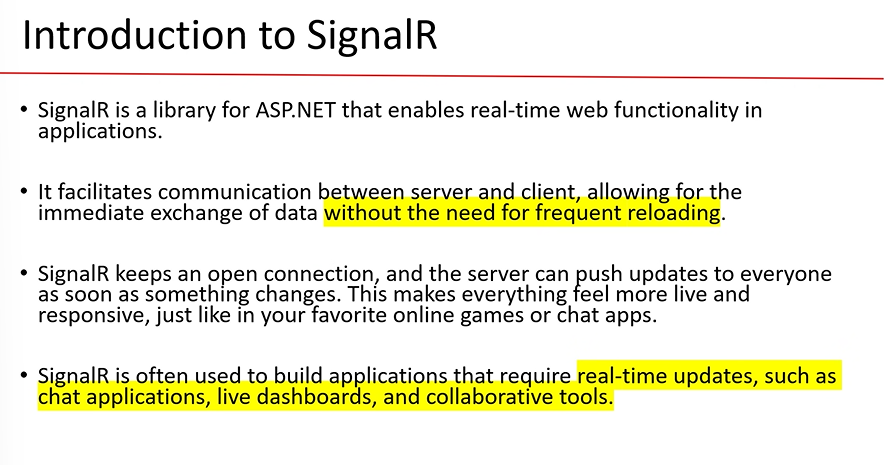 Introduction to SignalR
• SignalR is a library for ASP.NET that enables real-time web functionality in
applications.
• It facilitates communication between server and client, allowing for the
immediate exchange of data without the need for frequent reloading.
• SignalR keeps an open connection, and the server can push updates to everyone
as soon as something changes. This makes everything feel more live and
responsive, just like in your favorite online games or chat apps.
• SignalR is often used to build applications that require real-time updates, such as
chat applications, live dashboards, and collaborative tools.